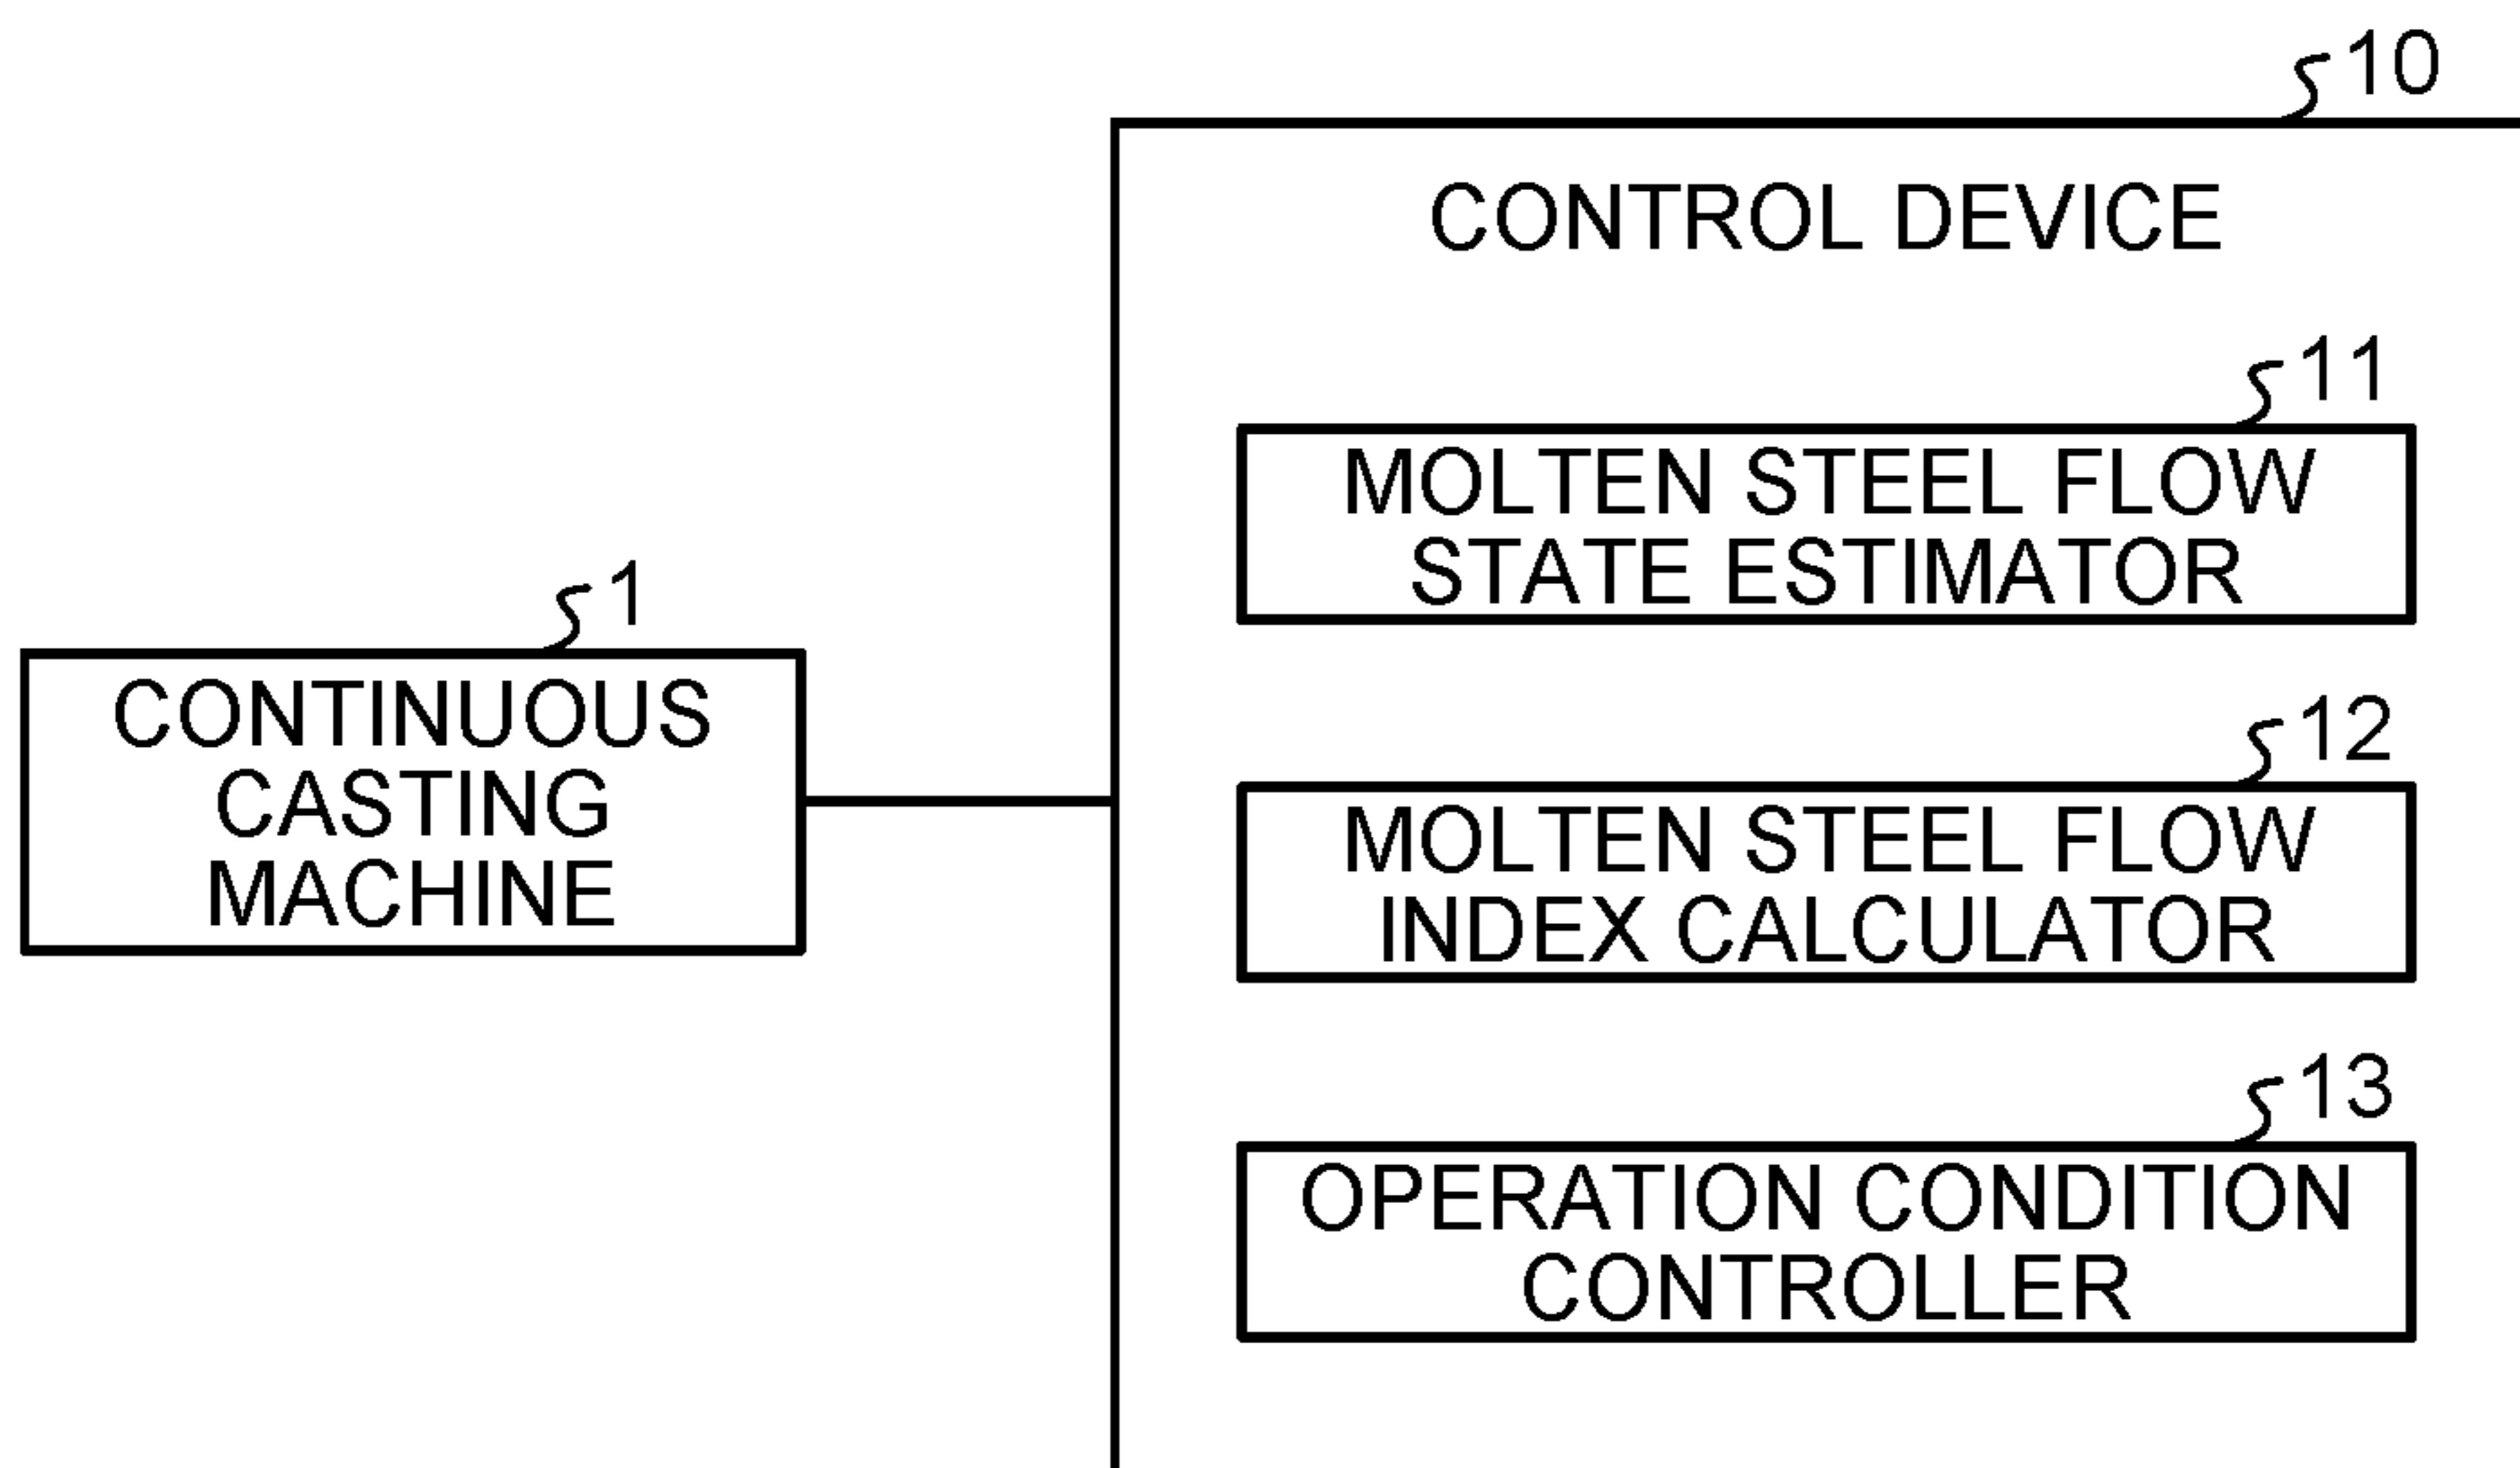 10
CONTROL DEVICE
11
MOLTEN STEEL FLOW
STATE ESTIMATOR
1
CONTINUOUS
CASTING
MACHINE
12
MOLTEN STEEL FLOW
INDEX CALCULATOR
13
OPERATION CONDITION
CONTROLLER